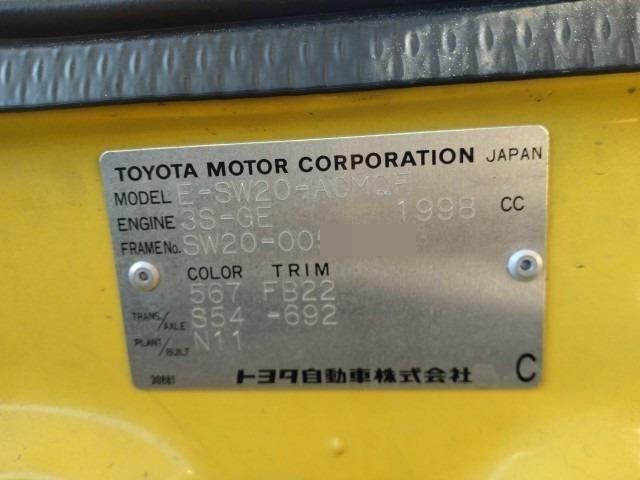 TOYOTA MOTOR CORPORATION JAPAN
MODEL E-SW20-ACMQF
ENGINE 3S-GE 1998 CC
FRAME No. SW20-00
COLOR TRIM
567 FB22
TRANS./AXLE S54 -692
PLANT/BUILT N11
30881 トヨタ自動車株式会社 C